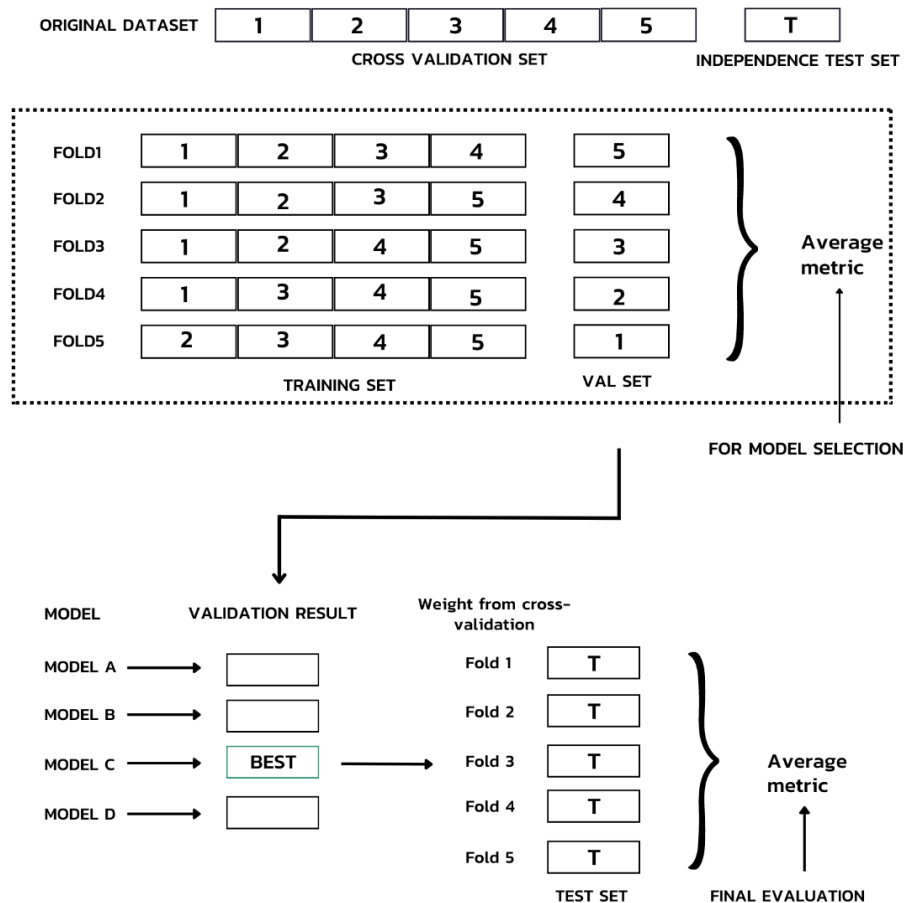 ORIGINAL DATASET 1 2 3 4 5 T
CROSS VALIDATION SET INDEPENDENCE TEST SET
FOLD1 1 2 3 4 5
FOLD2 1 2 3 5 4
FOLD3 1 2 4 5 3
FOLD4 1 3 4 5 2
FOLD5 2 3 4 5 1
Average
metric
TRAINING SET VAL SET
FOR MODEL SELECTION
MODEL VALIDATION RESULT
Weight from cross-
validation
MODEL A
MODEL B
MODEL C BEST
MODEL D
Fold 1 T
Fold 2 T
Fold 3 T
Fold 4 T
Fold 5 T
TEST SET
Average
metric
FINAL EVALUATION